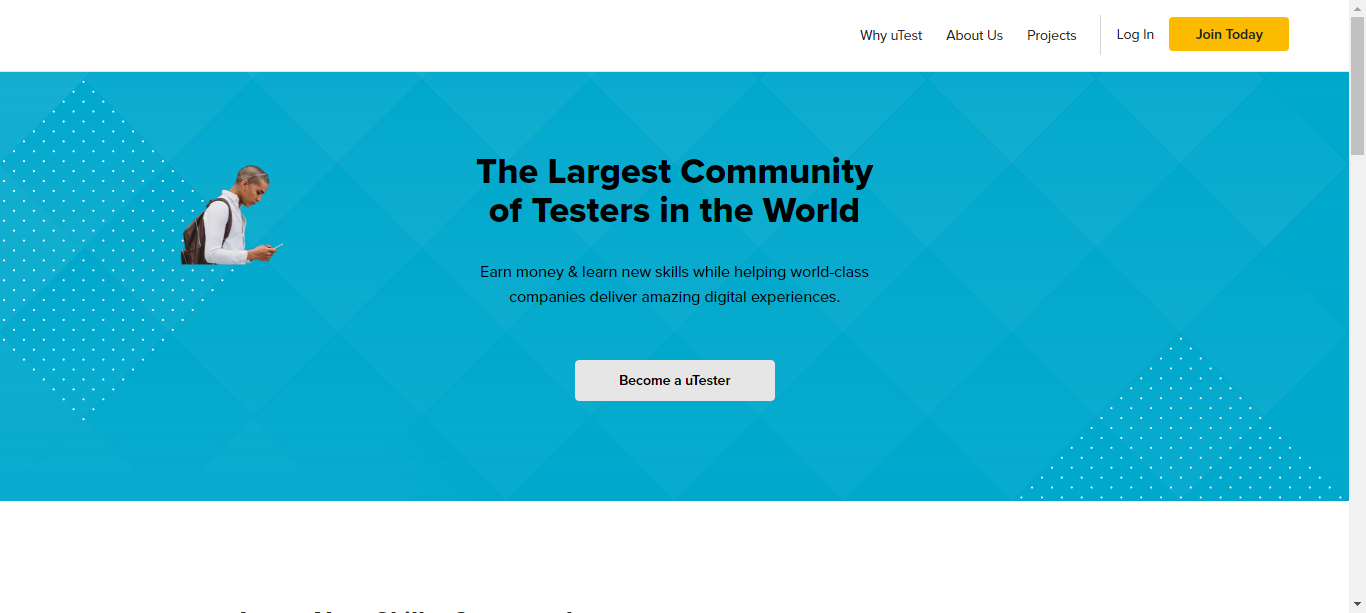 Why uTest
About Us
Projects
Log In
Join Today
The Largest Community
of Testers in the World
Earn money & learn new skills while helping world-class
companies deliver amazing digital experiences.
Become a uTester